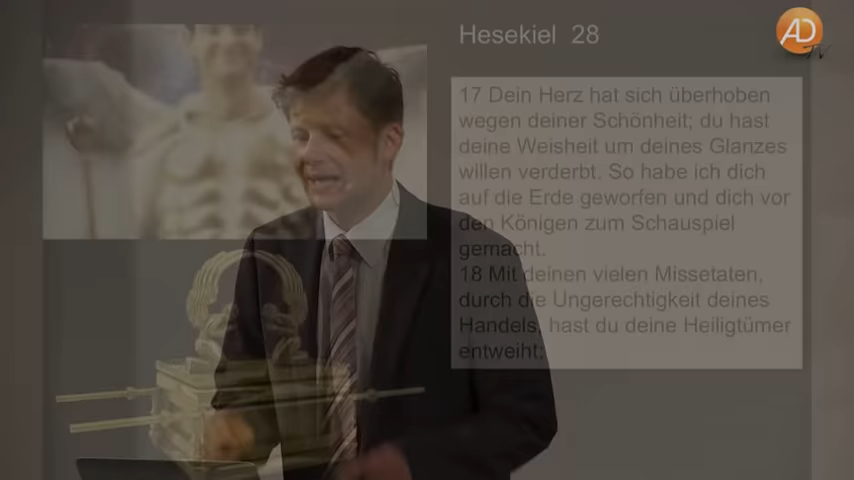 Hesekiel 28
AD
TV
17 Dein Herz hat sich überhoben
wegen deiner Schönheit; du hast
deine Weisheit um deines Glanzes
willen verderbt. So habe ich dich
auf die Erde geworfen und dich vor
den Königen zum Schauspiel
gemacht.
18 Mit deinen vielen Missetaten,
durch die Ungerechtigkeit deines
Handels, hast du deine Heiligtümer
entweiht;